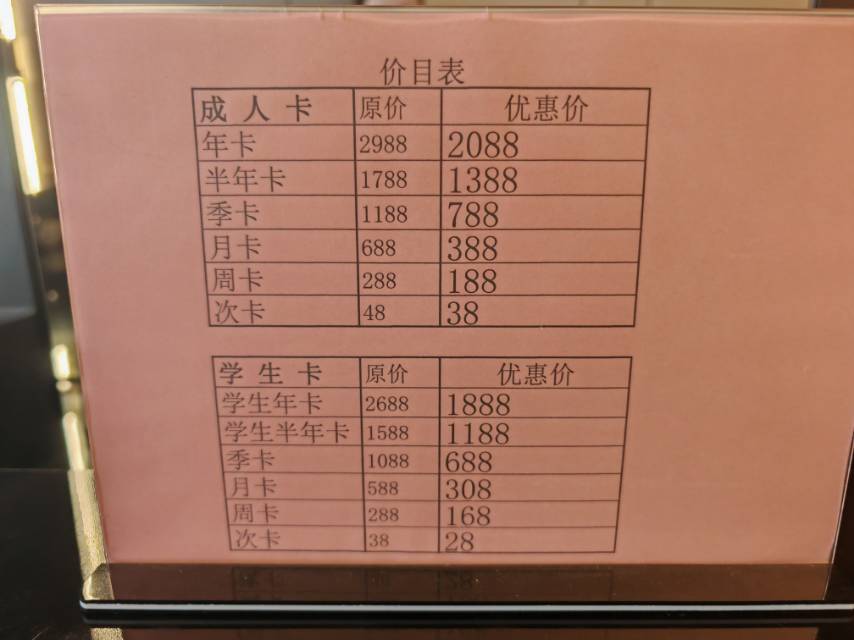 价目表
成 人 卡 原价 优惠价
年卡 2988 2088
半年卡 1788 1388
季卡 1188 788
月卡 688 388
周卡 288 188
次卡 48 38
学 生 卡 原价 优惠价
学生年卡 2688 1888
学生半年卡 1588 1188
季卡 1088 688
月卡 588 308
周卡 288 168
次卡 38 28